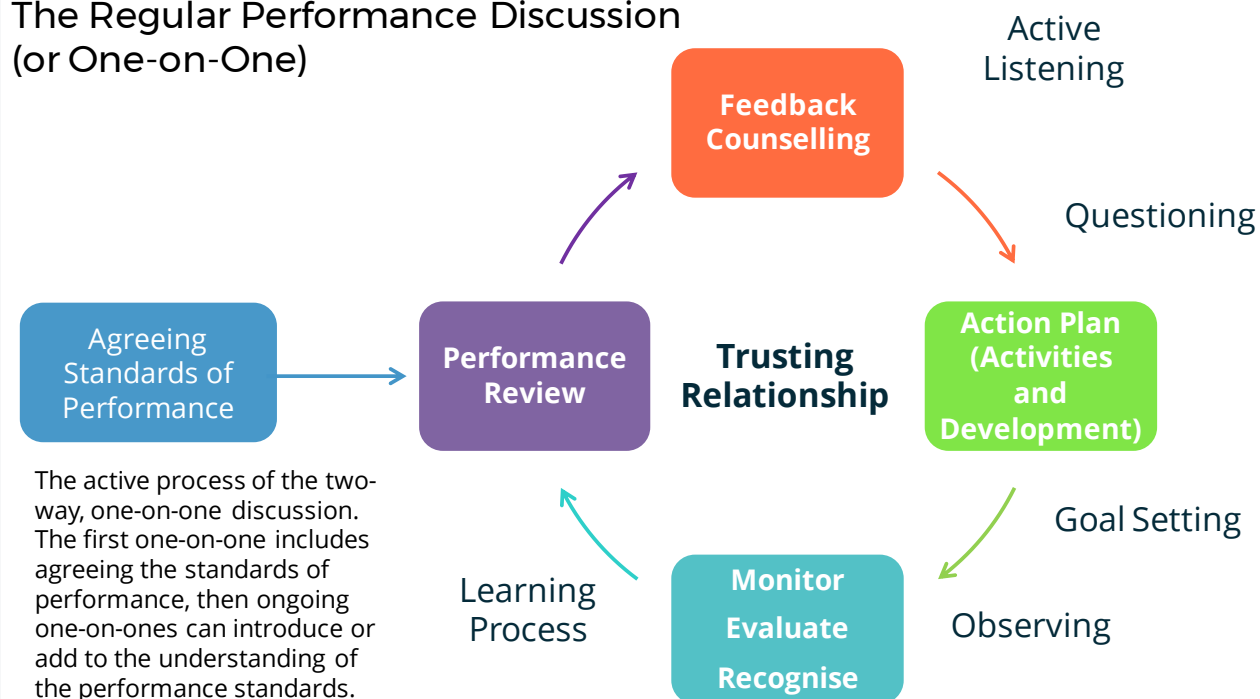 The Regular Performance Discussion
(or One-on-One)
Active
Listening
Feedback
Counselling
Questioning
Agreeing
Standards of
Performance
Performance
Review
Trusting
Relationship
Action Plan
(Activities
and
Development)
The active process of the two-
way, one-on-one discussion.
The first one-on-one includes
agreeing the standards of
performance, then ongoing
one-on-ones can introduce or
add to the understanding of
the performance standards.
Goal Setting
Learning
Process
Monitor
Evaluate
Recognise
Observing